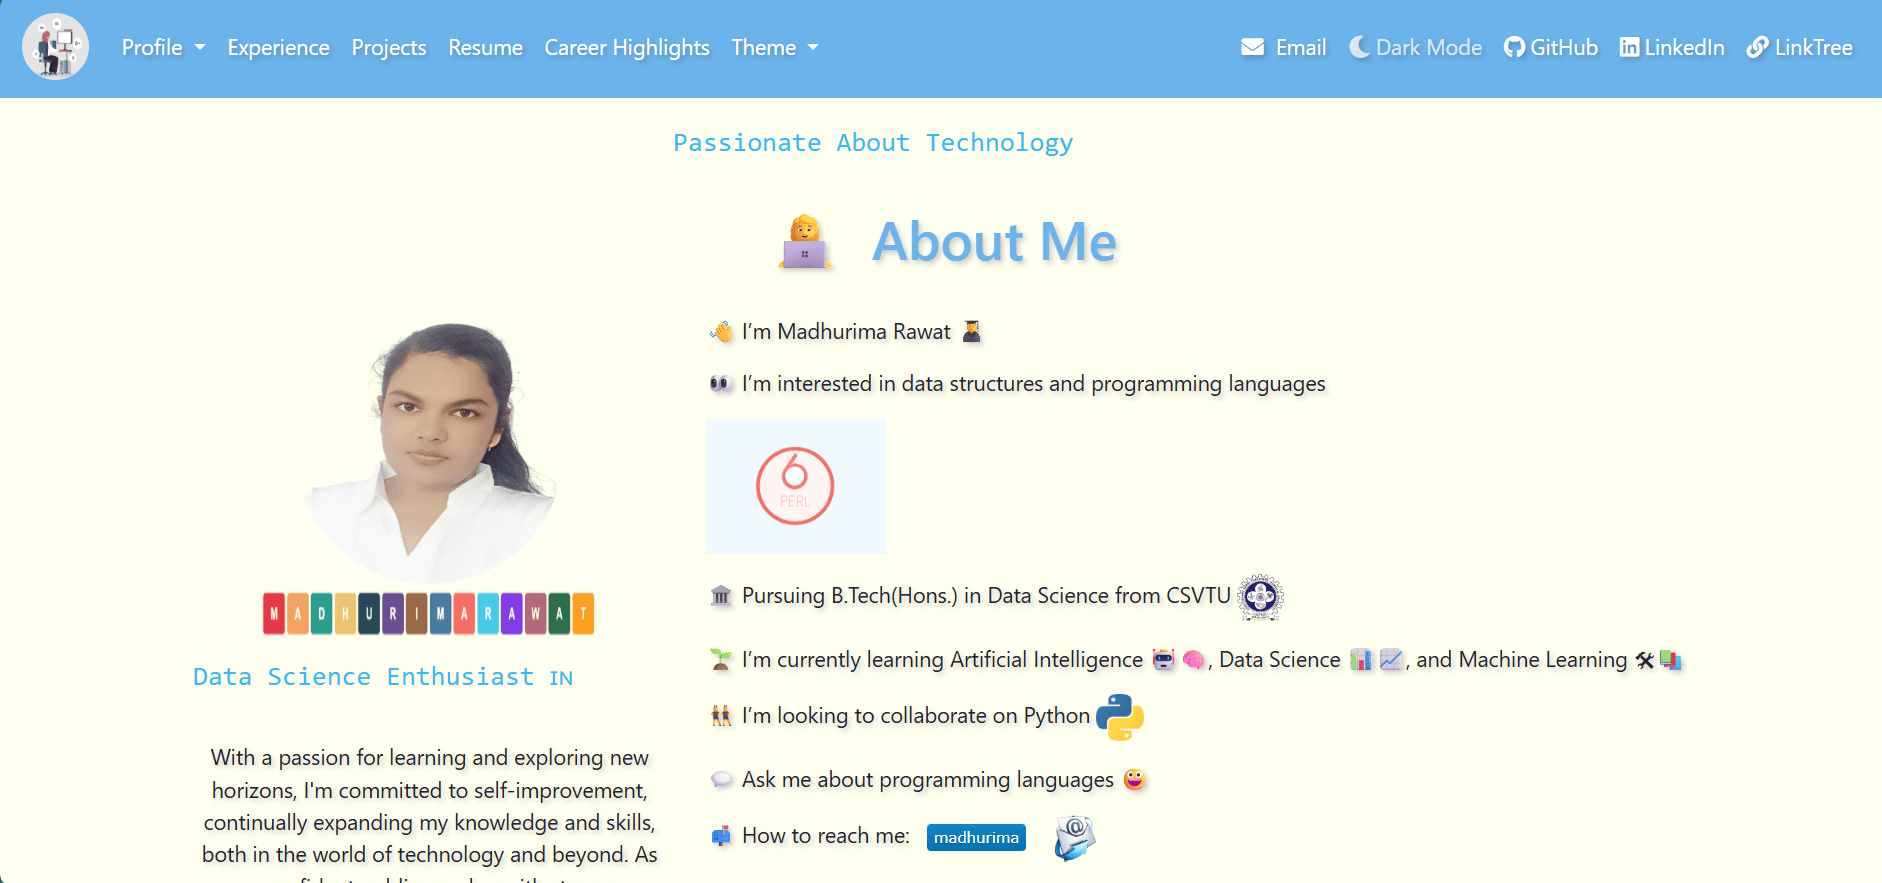 Profile Experience Projects Resume Career Highlights Theme Email Dark Mode GitHub LinkedIn LinkTree
Passionate About Technology
About Me
I’m Madhurima Rawat
I’m interested in data structures and programming languages
6
PERL
Pursuing B.Tech(Hons.) in Data Science from CSVTU
I’m currently learning Artificial Intelligence , Data Science , and Machine Learning
I’m looking to collaborate on Python
Ask me about programming languages
How to reach me: madhurima
MADHURIMARAWAT
Data Science Enthusiast IN
With a passion for learning and exploring new
horizons, I'm committed to self-improvement,
continually expanding my knowledge and skills,
both in the world of technology and beyond. As